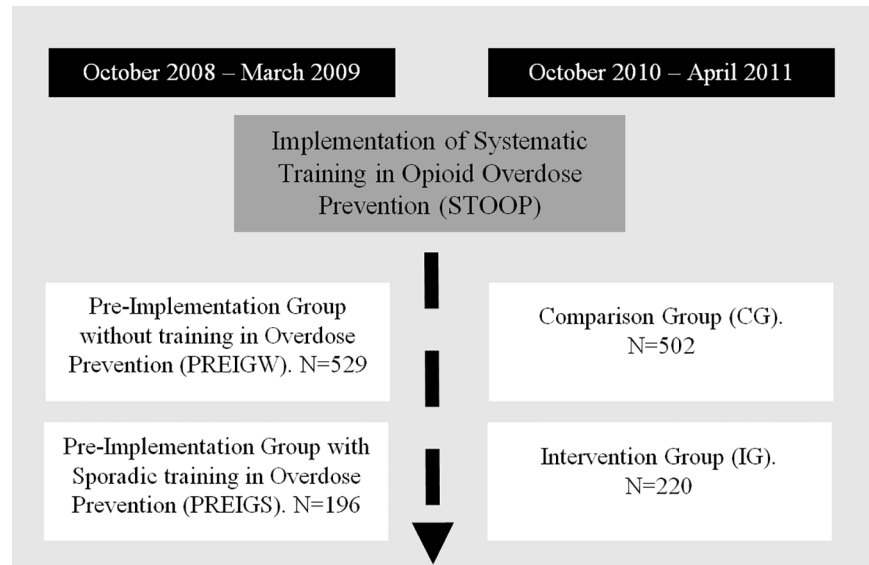 October 2008 – March 2009
October 2010 – April 2011
Implementation of Systematic
Training in Opioid Overdose
Prevention (STOOP)
Pre-Implementation Group
without training in Overdose
Prevention (PREIGW). N=529
Comparison Group (CG).
N=502
Pre-Implementation Group with
Sporadic training in Overdose
Prevention (PREIGS). N=196
Intervention Group (IG).
N=220